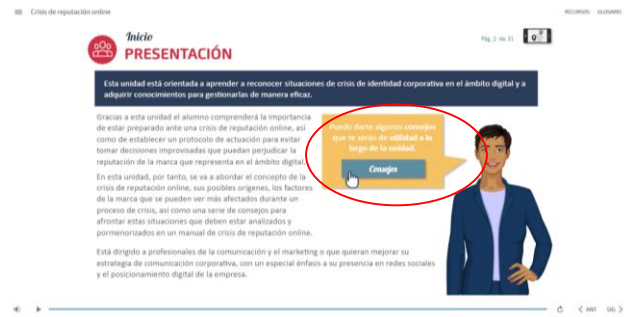 Crisis de reputación online
RECURSOS GLOSARIO
Inicio
PRESENTACIÓN
Pág. 2 de 31
Esta unidad está orientada a aprender a reconocer situaciones de crisis de identidad corporativa en el ámbito digital y a
adquirir conocimientos para gestionarlas de manera eficaz.
Gracias a esta unidad el alumno comprenderá la importancia
de estar preparado ante una crisis de reputación online, así
como de establecer un protocolo de actuación para evitar
tomar decisiones improvisadas que puedan perjudicar la
reputación de la marca que representa en el ámbito digital.
En esta unidad, por tanto, se va a abordar el concepto de la
crisis de reputación online, sus posibles orígenes, los factores
de la marca que se pueden ver más afectados durante un
proceso de crisis, así como una serie de consejos para
afrontar estas situaciones que deben estar analizados y
pormenorizados en un manual de crisis de reputación online.
Puedo darte algunos consejos
que te serán de utilidad a lo
largo de la unidad.
Consejos
Está dirigido a profesionales de la comunicación y el marketing o que quieran mejorar su
estrategia de comunicación corporativa, con un especial énfasis a su presencia en redes sociales
y el posicionamiento digital de la empresa.
ANT SIG